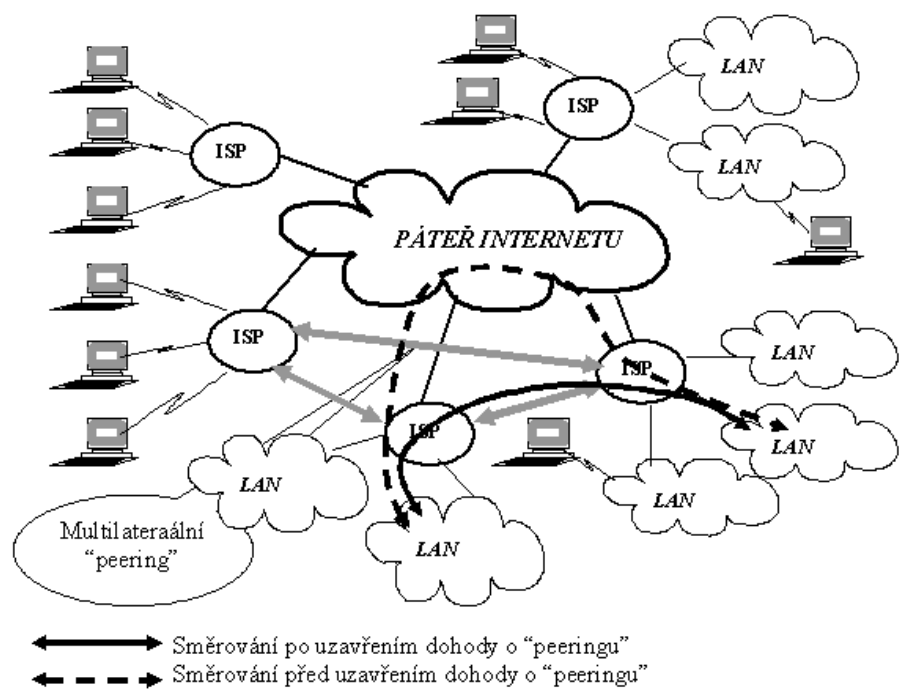 LAN
ISP
LAN
ISP
PÁTEŘ INTERNETU
ISP
LAN
ISP
ISP
LAN
LAN
LAN
LAN
Multilateraální
“peering”
Směrování po uzavřením dohody o “peeringu”
Směrování před uzavřením dohody o “peeringu”